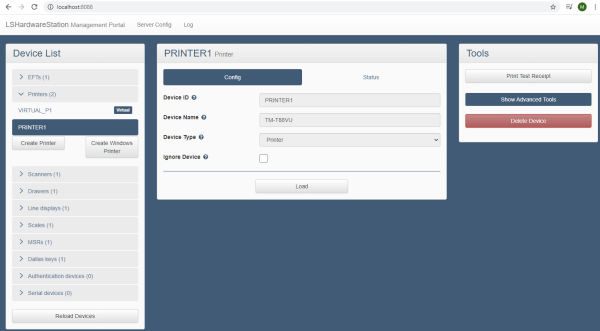 localhost:8088
M
LSHardwareStation Management Portal
Server Config
Log
Device List
EFTs (1)
Printers (2)
VIRTUAL_P1
Virtual
PRINTER1
Create Printer
Create Windows
Printer
Scanners (1)
Drawers (1)
Line displays (1)
Scales (1)
MSRs (1)
Dallas keys (1)
Authentication devices (0)
Serial devices (0)
Reload Devices
PRINTER1 Printer
Config
Status
Device ID
PRINTER1
Device Name
TM-T88VU
Device Type
Printer
Ignore Device
Load
Tools
Print Test Receipt
Show Advanced Tools
Delete Device